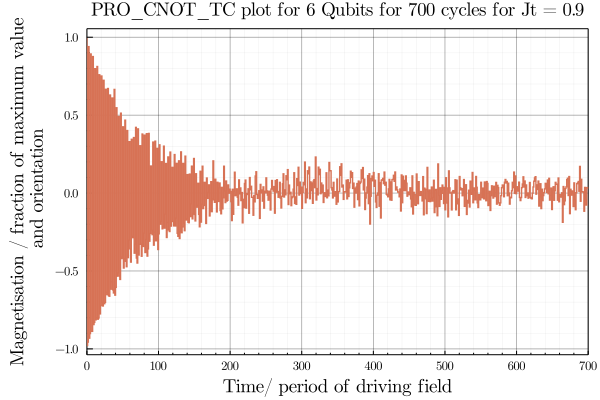 PRO_CNOT_TC plot for 6 Qubits for 700 cycles for Jt = 0.9
Magnetisation / fraction of maximum value
and orientation
1.0
0.5
0.0
−0.5
−1.0
0 100 200 300 400 500 600 700
Time/ period of driving field